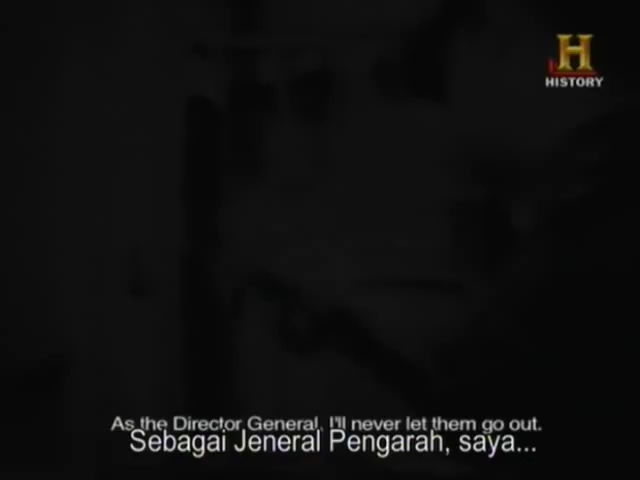 H
HISTORY
As the Director General, I'll never let them go out.
Sebagai Jeneral Pengarah, saya...